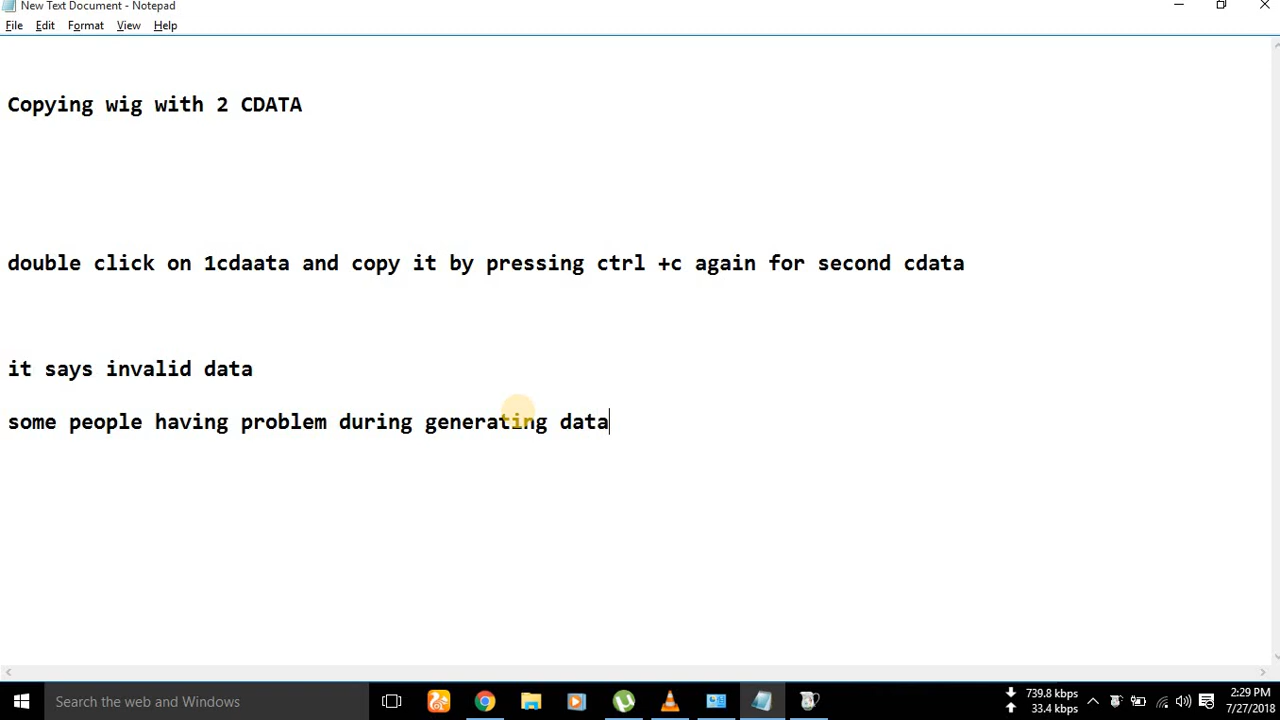 New Text Document - Notepad
File Edit Format View Help
Copying wig with 2 CDATA
double click on 1cdaata and copy it by pressing ctrl +c again for second cdata
it says invalid data
some people having problem during generating data
Search the web and Windows
739.8 kbps
33.4 kbps
2:29 PM
7/27/2018